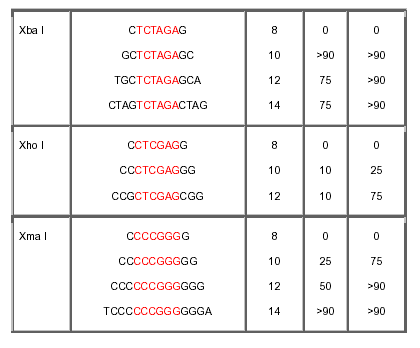 Xba I CTCTAGAG 8 0 0
GCTCTAGAGC 10 >90 >90
TGCTCTAGAGCA 12 75 >90
CTAGTCTAGACTAG 14 75 >90
Xho I CCTCGAGG 8 0 0
CCCTCGAGGG 10 10 25
CCGCTCGAGCGG 12 10 75
Xma I CCCCGGGG 8 0 0
CCCCCGGGGG 10 25 75
CCCCCCGGGGGG 12 50 >90
TCCCCCCGGGGGGA 14 >90 >90